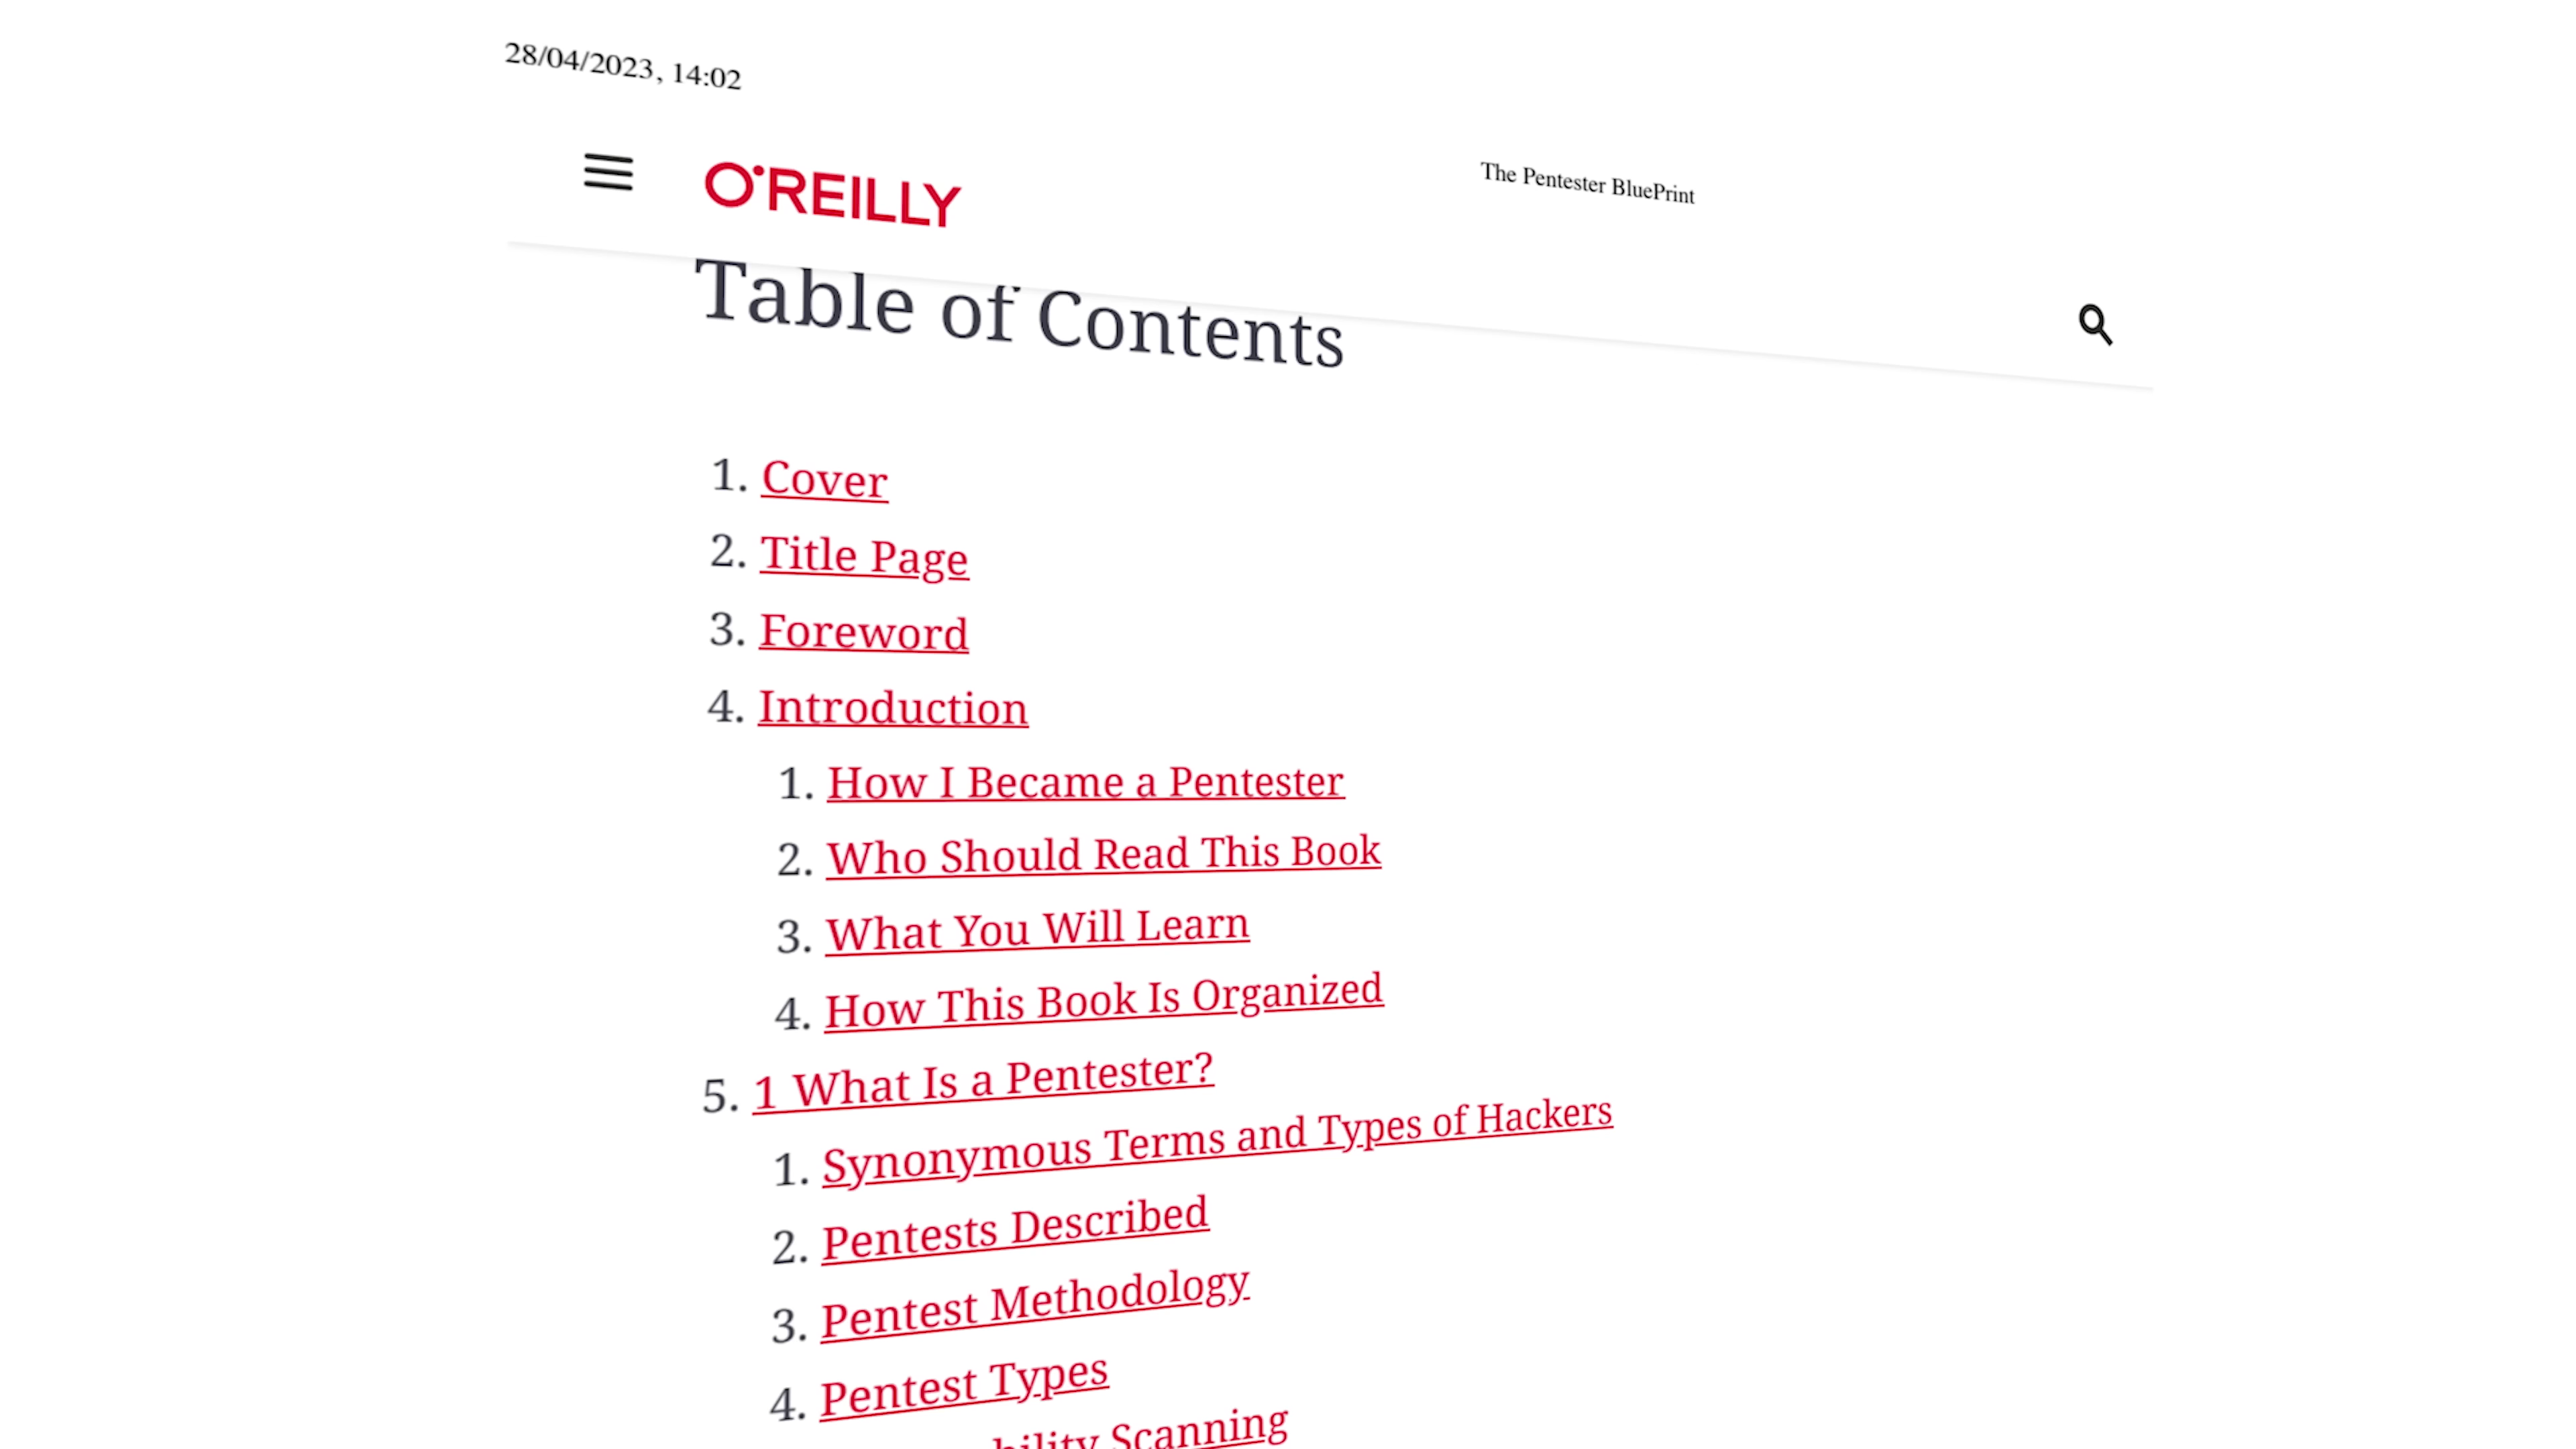 28/04/2023, 14:02
The Pentester BluePrint
O'REILLY
Table of Contents
1. Cover
2. Title Page
3. Foreword
4. Introduction
1. How I Became a Pentester
2. Who Should Read This Book
3. What You Will Learn
4. How This Book Is Organized
5. 1 What Is a Pentester?
1. Synonymous Terms and Types of Hackers
2. Pentests Described
3. Pentest Methodology
4. Pentest Types
Scanning